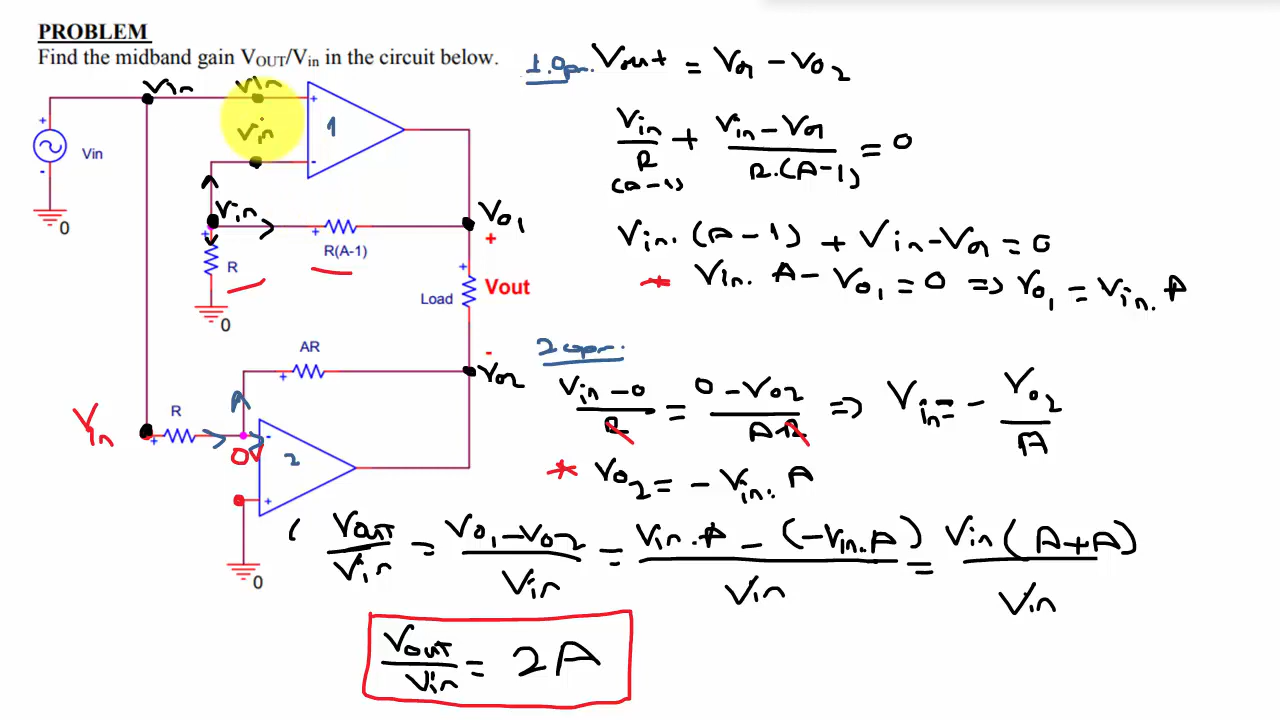 PROBLEM
Find the midband gain VOUT/Vin in the circuit below.
1.Opr. Vout = Vo1 - Vo2
Vin Vin
+ 1
Vin
+ Vin -
-
0
Vin/R (A-1) + Vin-Vo1/R.(A-1) = 0
Vin Vo1
+ + +
R R(A-1)
0
Vin.(A-1) + Vin-Vo1 = 0
* Vin. A - Vo1 = 0 => Vo1 = Vin. A
+
Load Vout
-
AR Vo2
+
2 opr.
Vin-0/R = 0-Vo2/AR => Vin = - Vo2/A
Vin R
+ 0V - 2
+
0
* Vo2 = - Vin. A
( Vout/Vin = Vo1-Vo2/Vin = Vin.A - (-Vin.A)/Vin = Vin(A+A)/Vin
Vout/Vin = 2A